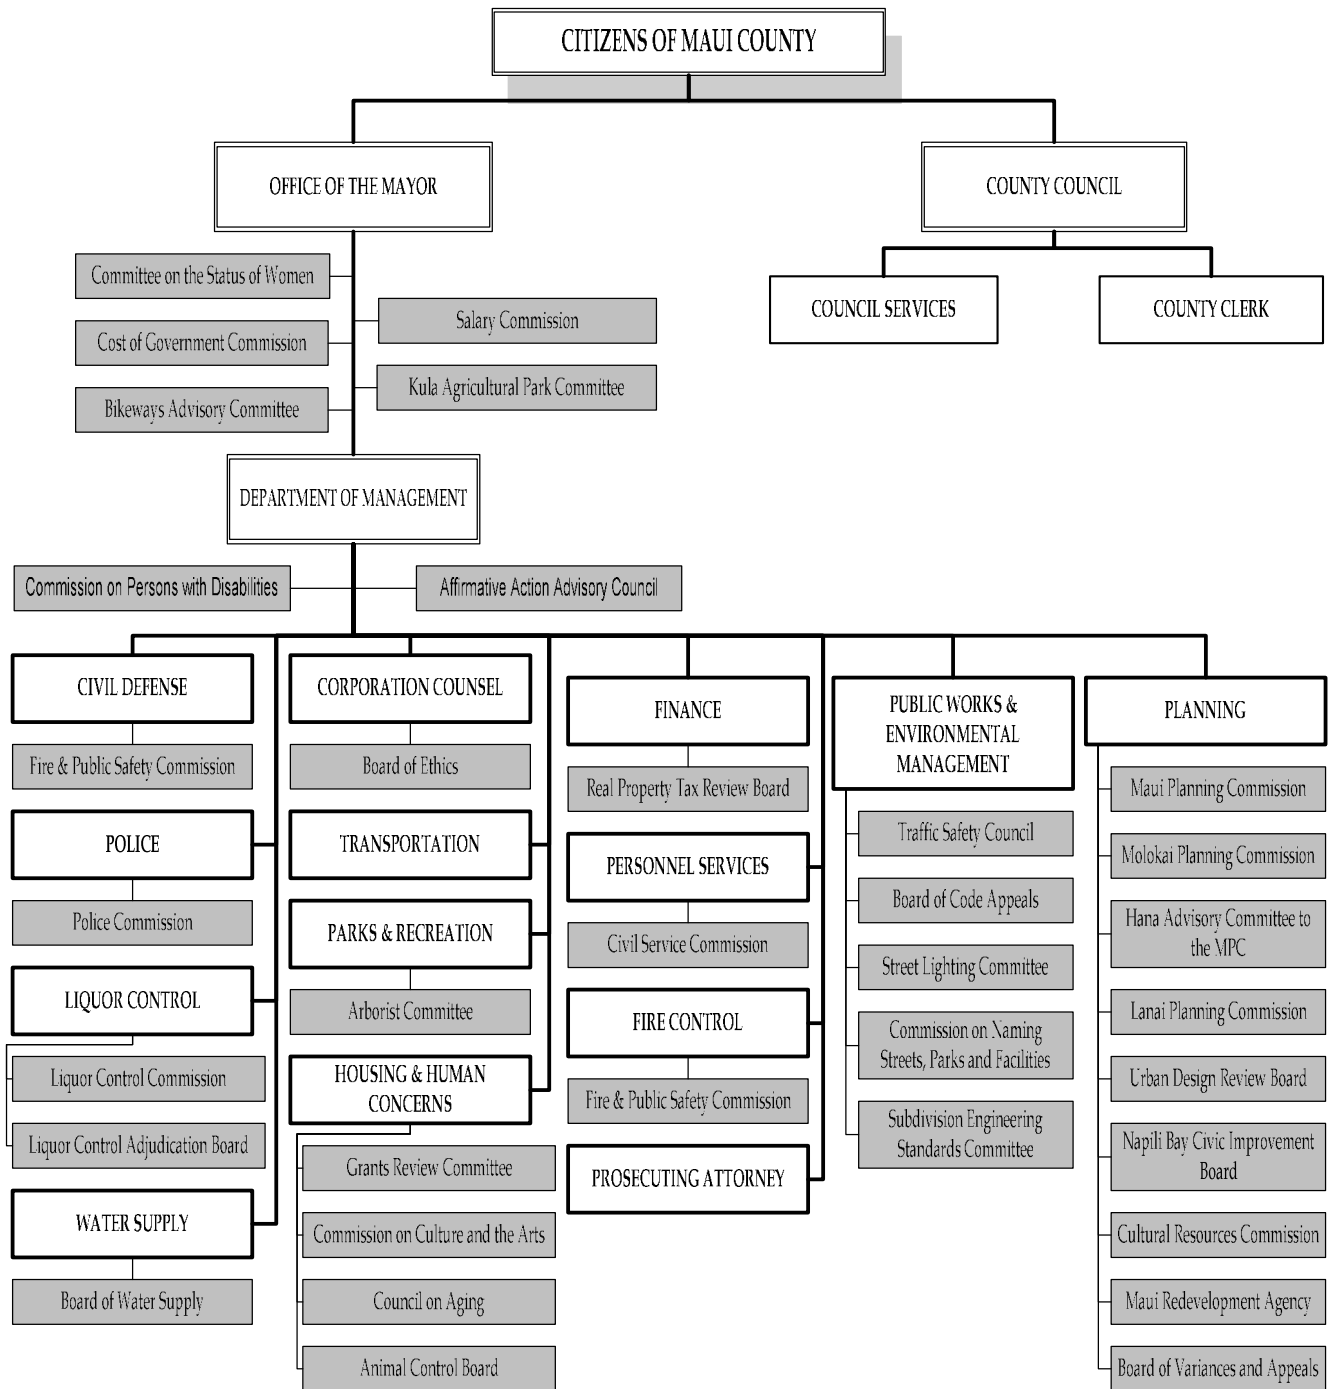 CITIZENS OF MAUI COUNTY
OFFICE OF THE MAYOR
COUNTY COUNCIL
Committee on the Status of Women
Salary Commission
Cost of Government Commission
Kula Agricultural Park Committee
Bikeways Advisory Committee
COUNCIL SERVICES
COUNTY CLERK
DEPARTMENT OF MANAGEMENT
Commission on Persons with Disabilities
Affirmative Action Advisory Council
CIVIL DEFENSE
Fire & Public Safety Commission
POLICE
Police Commission
LIQUOR CONTROL
Liquor Control Commission
Liquor Control Adjudication Board
WATER SUPPLY
Board of Water Supply
CORPORATION COUNSEL
Board of Ethics
TRANSPORTATION
PARKS & RECREATION
Arborist Committee
HOUSING & HUMAN
CONCERNS
Grants Review Committee
Commission on Culture and the Arts
Council on Aging
Animal Control Board
FINANCE
Real Property Tax Review Board
PERSONNEL SERVICES
Civil Service Commission
FIRE CONTROL
Fire & Public Safety Commission
PROSECUTING ATTORNEY
PUBLIC WORKS &
ENVIRONMENTAL
MANAGEMENT
Traffic Safety Council
Board of Code Appeals
Street Lighting Committee
Commission on Naming
Streets, Parks and Facilities
Subdivision Engineering
Standards Committee
PLANNING
Maui Planning Commission
Molokai Planning Commission
Hana Advisory Committee to
the MPC
Lanai Planning Commission
Urban Design Review Board
Napili Bay Civic Improvement
Board
Cultural Resources Commission
Maui Redevelopment Agency
Board of Variances and Appeals